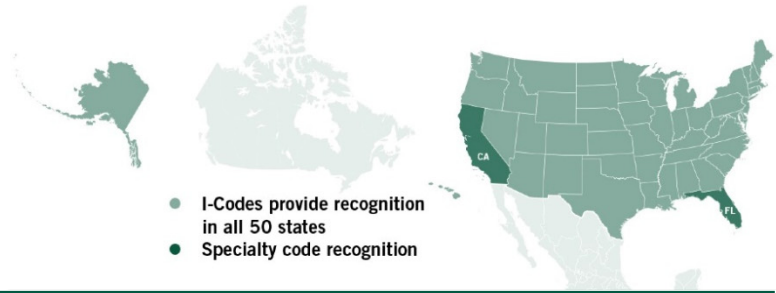 CA
FL
I-Codes provide recognition
in all 50 states
Specialty code recognition